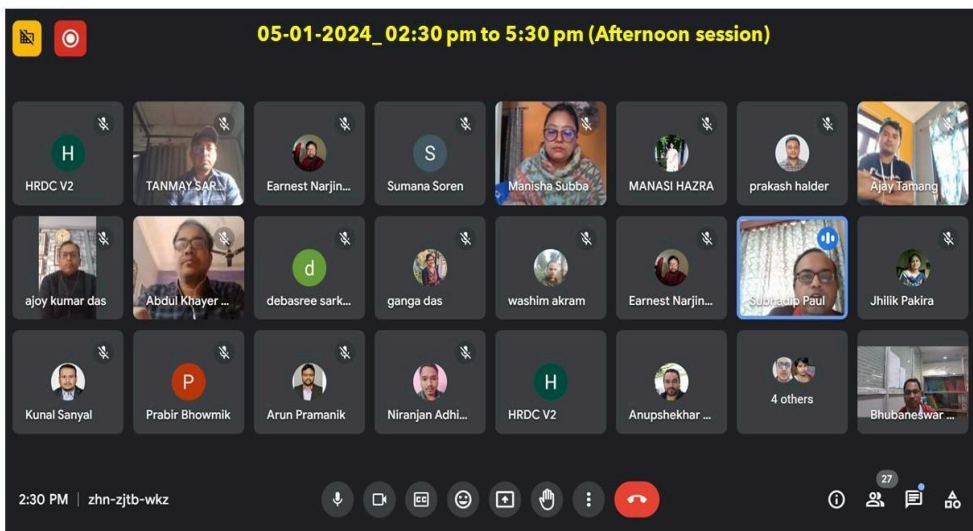 05-01-2024_02:30 pm to 5:30 pm (Afternoon session)
H
HRDC V2
TANMAY SAR...
Earnest Narjin...
S
Sumana Soren
Manisha Subba
MANASI HAZRA
prakash halder
Ajay Tamang
ajoy kumar das
Abdul Khayer ...
d
debasree sark...
ganga das
washim akram
Earnest Narjin...
Subhadip Paul
Jhilik Pakira
Kunal Sanyal
P
Prabir Bhowmik
Arun Pramanik
Niranjan Adhi...
H
HRDC V2
Anupshekhar ...
4 others
Bhubaneswar ...
2:30 PM | zhn-zjtb-wkz
CC
27